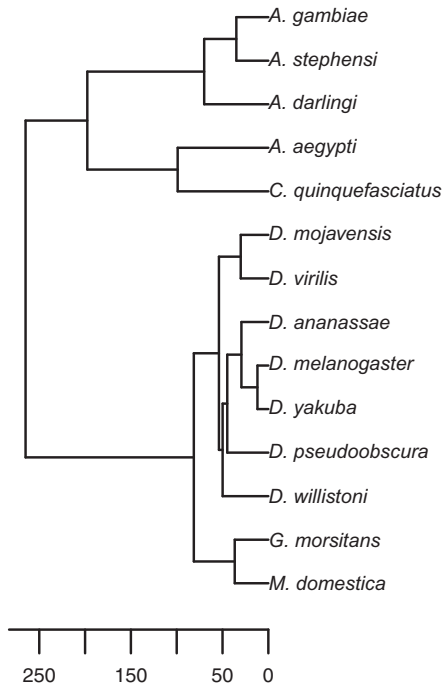 A. gambiae
A. stephensi
A. darlingi
A. aegypti
C. quinquefasciatus
D. mojavensis
D. virilis
D. ananassae
D. melanogaster
D. yakuba
D. pseudoobscura
D. willistoni
G. morsitans
M. domestica
250 150 50 0